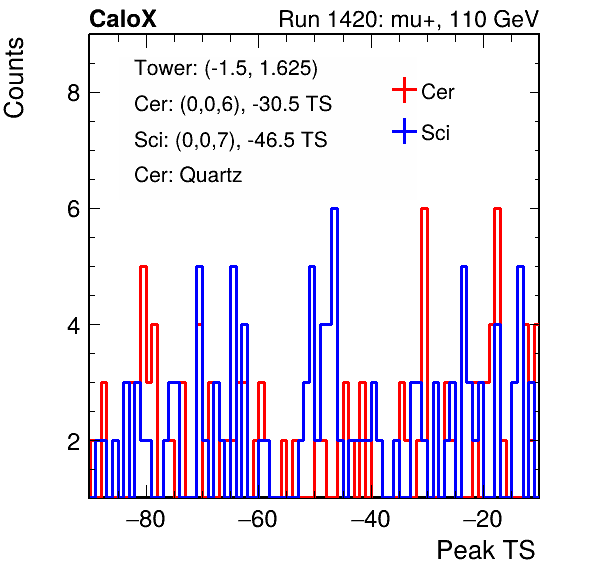 CaloX Run 1420: mu+, 110 GeV
Counts
Tower: (-1.5, 1.625)
Cer: (0,0,6), -30.5 TS
Sci: (0,0,7), -46.5 TS
Cer: Quartz
Cer
Sci
8
6
4
2
−80 −60 −40 −20
Peak TS